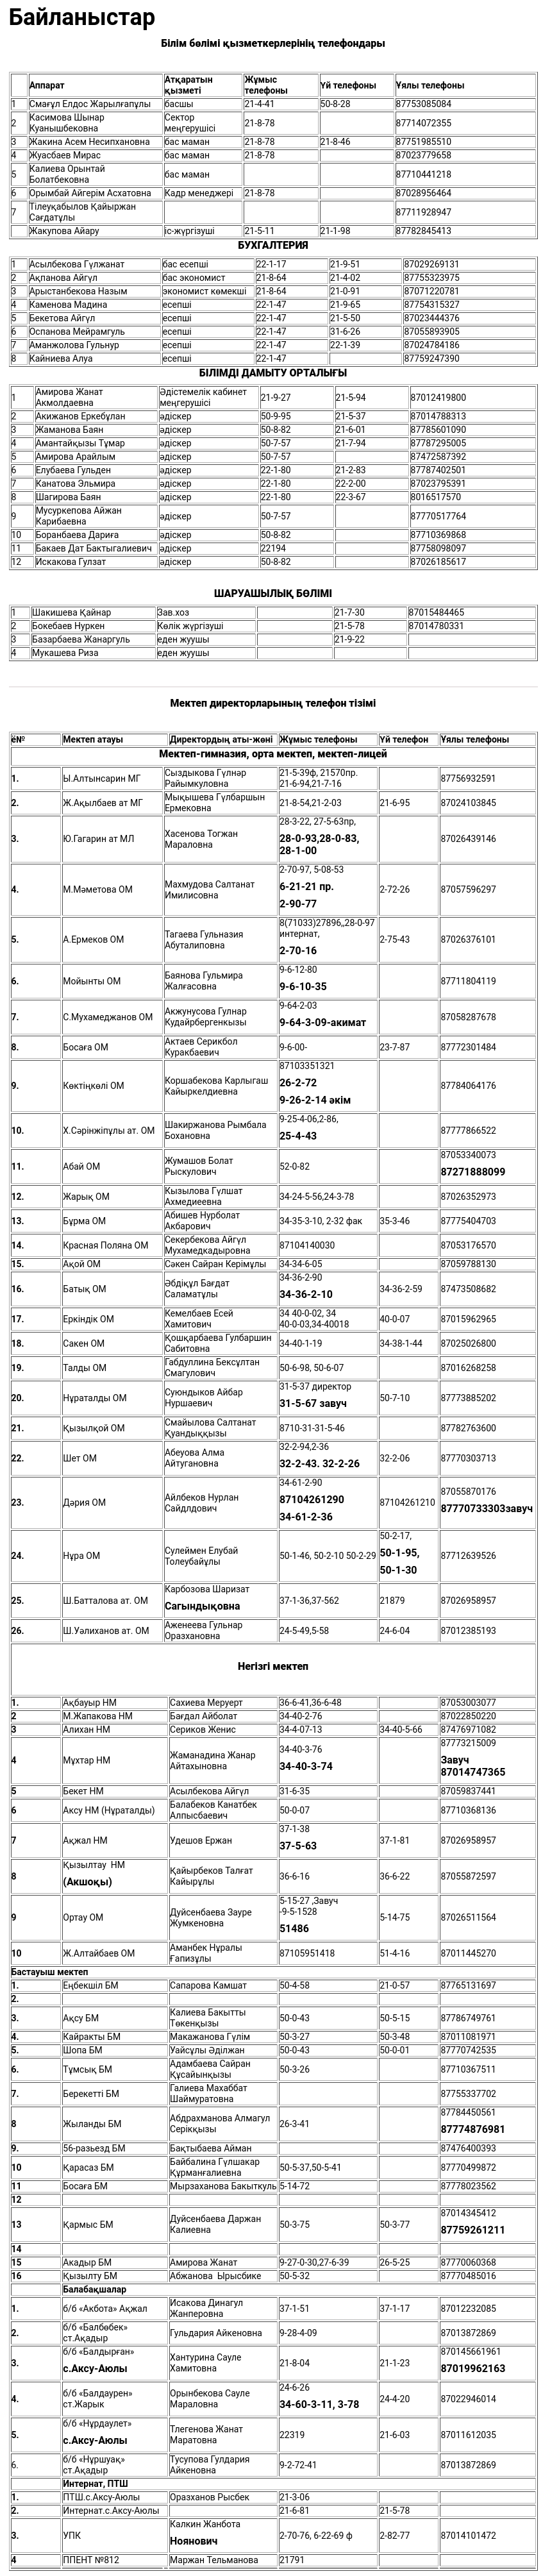 Байланыстар
Білім бөлімі қызметкерлерінің телефондары
Аппарат Атқаратын қызметі Жұмыс телефоны Үй телефоны Ұялы телефоны
1 Смағұл Елдос Жарылғапұлы басшы 21-4-41 50-8-28 87753085084
2 Касимова Шынар Куанышбековна Сектор меңгерушісі 21-8-78 87714072355
3 Жакина Асем Несипхановна бас маман 21-8-78 21-8-46 87751985510
4 Жуасбаев Мирас бас маман 21-8-78 87023779658
5 Калиева Орынтай Болатбековна бас маман 87710441218
6 Орымбай Айгерім Асхатовна Кадр менеджері 21-8-78 87028956464
7 Тілеуқабылов Қайыржан Сағдатұлы 87711928947
Жакупова Айару іс-жүргізуші 21-5-11 21-1-98 87782845413
БУХГАЛТЕРИЯ
1 Асылбекова Гүлжанат бас есепші 22-1-17 21-9-51 87029269131
2 Ақпанова Айгүл бас экономист 21-8-64 21-4-02 87755323975
3 Арыстанбекова Назым экономист көмекші 21-8-64 21-0-91 87071220781
4 Каменова Мадина есепші 22-1-47 21-9-65 87754315327
5 Бекетова Айгүл есепші 22-1-47 21-5-50 87023444376
6 Оспанова Мейрамгуль есепші 22-1-47 31-6-26 87055893905
7 Аманжолова Гульнур есепші 22-1-47 22-1-39 87024784186
8 Кайниева Алуа есепші 22-1-47 87759247390
БІЛІМДІ ДАМЫТУ ОРТАЛЫҒЫ
1 Амирова Жанат Акмолдаевна Әдістемелік кабинет меңгерушісі 21-9-27 21-5-94 87012419800
2 Акижанов Еркебұлан әдіскер 50-9-95 21-5-37 87014788313
3 Жаманова Баян әдіскер 50-8-82 21-6-01 87785601090
4 Амантайқызы Тұмар әдіскер 50-7-57 21-7-94 87787295005
5 Амирова Арайлым әдіскер 50-7-57 87472587392
6 Елубаева Гульден әдіскер 22-1-80 21-2-83 87787402501
7 Канатова Эльмира әдіскер 22-1-80 22-2-00 87023795391
8 Шагирова Баян әдіскер 22-1-80 22-3-67 8016517570
9 Мусуркепова Айжан Карибаевна әдіскер 50-7-57 87770517764
10 Боранбаева Дариға әдіскер 50-8-82 87710369868
11 Бакаев Дат Бактыгалиевич әдіскер 22194 87758098097
12 Искакова Гулзат әдіскер 50-8-82 87026185617
ШАРУАШЫЛЫҚ БӨЛІМІ
1 Шакишева Қайнар Зав.хоз 21-7-30 87015484465
2 Бокебаев Нуркен Көлік жүргізуші 21-5-78 87014780331
3 Базарбаева Жанаргуль еден жуушы 21-9-22
4 Мукашева Риза еден жуушы
Мектеп директорларының телефон тізімі
ё№ Мектеп атауы Директордың аты-жөні Жұмыс телефоны Үй телефон Ұялы телефоны
Мектеп-гимназия, орта мектеп, мектеп-лицей
1. Ы.Алтынсарин МГ Сыздыкова Гүлнәр Райымкуловна 21-5-39ф, 21570пр. 21-6-94,21-7-16 87756932591
2. Ж.Ақылбаев ат МГ Мықышева Гүлбаршын Ермековна 21-8-54,21-2-03 21-6-95 87024103845
3. Ю.Гагарин ат МЛ Хасенова Тогжан Мараловна 28-3-22, 27-5-63пр, 28-0-93,28-0-83, 28-1-00 87026439146
4. М.Мәметова ОМ Махмудова Салтанат Имилисовна 2-70-97, 5-08-53 6-21-21 пр. 2-90-77 2-72-26 87057596297
5. А.Ермеков ОМ Тагаева Гульназия Абуталиповна 8(71033)27896,,28-0-97 интернат, 2-70-16 2-75-43 87026376101
6. Мойынты ОМ Баянова Гульмира Жалғасовна 9-6-12-80 9-6-10-35 87711804119
7. С.Мухамеджанов ОМ Акжунусова Гулнар Кудайрбергенкызы 9-64-2-03 9-64-3-09-акимат 87058287678
8. Босаға ОМ Актаев Серикбол Куракбаевич 9-6-00- 23-7-87 87772301484
9. Көктіңкөлі ОМ Коршабекова Карлыгаш Кайыркелдиевна 87103351321 26-2-72 9-26-2-14 әкім 87784064176
10. Х.Сәрінжіпұлы ат. ОМ Шакиржанова Рымбала Бохановна 9-25-4-06,2-86, 25-4-43 87777866522
11. Абай ОМ Жумашов Болат Рыскулович 52-0-82 87053340073 87271888099
12. Жарық ОМ Кызылова Гүлшат Ахмедиеевна 34-24-5-56,24-3-78 87026352973
13. Бұрма ОМ Абишев Нурболат Акбарович 34-35-3-10, 2-32 фак 35-3-46 87775404703
14. Красная Поляна ОМ Секербекова Айгүл Мухамедкадыровна 87104140030 87053176570
15. Ақой ОМ Сәкен Сайран Керімұлы 34-34-6-05 87059788130
16. Батық ОМ Әбдіқұл Бағдат Саламатұлы 34-36-2-90 34-36-2-10 34-36-2-59 87473508682
17. Еркіндік ОМ Кемелбаев Есей Хамитович 34 40-0-02, 34 40-0-03,34-40018 40-0-07 87015962965
18. Сакен ОМ Қошқарбаева Гулбаршин Сабитовна 34-40-1-19 34-38-1-44 87025026800
19. Талды ОМ Габдуллина Бексұлтан Смагулович 50-6-98, 50-6-07 87016268258
20. Нұраталды ОМ Суюндыков Айбар Нуршаевич 31-5-37 директор 31-5-67 завуч 50-7-10 87773885202
21. Қызылқой ОМ Смайылова Салтанат Қуандыққызы 8710-31-31-5-46 87782763600
22. Шет ОМ Абеуова Алма Айтугановна 32-2-94,2-36 32-2-43. 32-2-26 32-2-06 87770303713
23. Дәрия ОМ Айлбеков Нурлан Сайдлдович 34-61-2-90 87104261290 34-61-2-36 87104261210 87055870176 87770733303завуч
24. Нұра ОМ Сулеймен Елубай Толеубайұлы 50-1-46, 50-2-10 50-2-29 50-2-17, 50-1-95, 50-1-30 87712639526
25. Ш.Батталова ат. ОМ Карбозова Шаризат Сагындықовна 37-1-36,37-562 21879 87026958957
26. Ш.Уәлиханов ат. ОМ Аженеева Гульнар Оразхановна 24-5-49,5-58 24-6-04 87012385193
Негізгі мектеп
1. Ақбауыр НМ Сахиева Меруерт 36-6-41,36-6-48 87053003077
2 М.Жапакова НМ Бағдал Айболат 34-40-2-76 87022850220
3 Алихан НМ Сериков Женис 34-4-07-13 34-40-5-66 87476971082
4 Мұхтар НМ Жаманадина Жанар Айтахыновна 34-40-3-76 34-40-3-74 87773215009 Завуч 87014747365
5 Бекет НМ Асылбекова Айгүл 31-6-35 87059837441
6 Аксу НМ (Нұраталды) Балабеков Канатбек Алпысбаевич 50-0-07 87710368136
7 Ақжал НМ Удешов Ержан 37-1-38 37-5-63 37-1-81 87026958957
8 Қызылтау НМ (Акшоқы) Қайырбеков Талғат Кайырұлы 36-6-16 36-6-22 87055872597
9 Ортау ОМ Дуйсенбаева Зауре Жумкеновна 5-15-27 ,Завуч -9-5-1528 51486 5-14-75 87026511564
10 Ж.Алтайбаев ОМ Аманбек Нұралы Ғапизұлы 87105951418 51-4-16 87011445270
Бастауыш мектеп
1. Еңбекшіл БМ Сапарова Камшат 50-4-58 21-0-57 87765131697
2.
3. Ақсу БМ Калиева Бакытты Төкенқызы 50-0-43 50-5-15 87786749761
4. Кайракты БМ Макажанова Гүлім 50-3-27 50-3-48 87011081971
5. Шопа БМ Уайсұлы Әділжан 50-0-43 50-0-01 87770742535
6. Тұмсық БМ Адамбаева Сайран Құсайынқызы 50-3-26 87710367511
7. Берекетті БМ Галиева Махаббат Шаймуратовна 87755337702
8 Жыланды БМ Абдрахманова Алмагул Серікқызы 26-3-41 87784450561 87774876981
9. 56-разьезд БМ Бақтыбаева Айман 87476400393
10 Қарасаз БМ Байбалина Гүлшакар Құрманғалиевна 50-5-37,50-5-41 87770499872
11 Босаға БМ Мырзаханова Бакыткуль 5-14-72 87778023562
12
13 Қармыс БМ Дуйсенбаева Даржан Калиевна 50-3-75 50-3-77 87014345412 87759261211
14
15 Акадыр БМ Амирова Жанат 9-27-0-30,27-6-39 26-5-25 87770060368
16 Қызылту БМ Абжанова Ырысбике 50-5-32 87770485016
Балабақшалар
1. б/б «Акбота» Ақжал Исакова Динагул Жанперовна 37-1-51 37-1-17 87012232085
2. б/б «Балбөбек» ст.Ақадыр Гульдария Айкеновна 9-28-4-09 87013872869
3. б/б «Балдырған» с.Аксу-Аюлы Хантурина Сауле Хамитовна 21-8-04 21-1-23 870145661961 87019962163
4. б/б «Балдаурен» ст.Жарык Орынбекова Сауле Мараловна 24-6-26 34-60-3-11, 3-78 24-4-20 87022946014
5. б/б «Нұрдаулет» с.Аксу-Аюлы Тлегенова Жанат Маратовна 22319 21-6-03 87011612035
6. б/б «Нұршуақ» ст.Ақадыр Тусупова Гулдария Айкеновна 9-2-72-41 87013872869
Интернат, ПТШ
1. ПТШ.с.Аксу-Аюлы Оразханов Рысбек 21-3-06
2. Интернат.с.Аксу-Аюлы 21-6-81 21-5-78
3. УПК Калкин Жанбота Ноянович 2-70-76, 6-22-69 ф 2-82-77 87014101472
4 ППЕНТ №812 Маржан Тельманова 21791